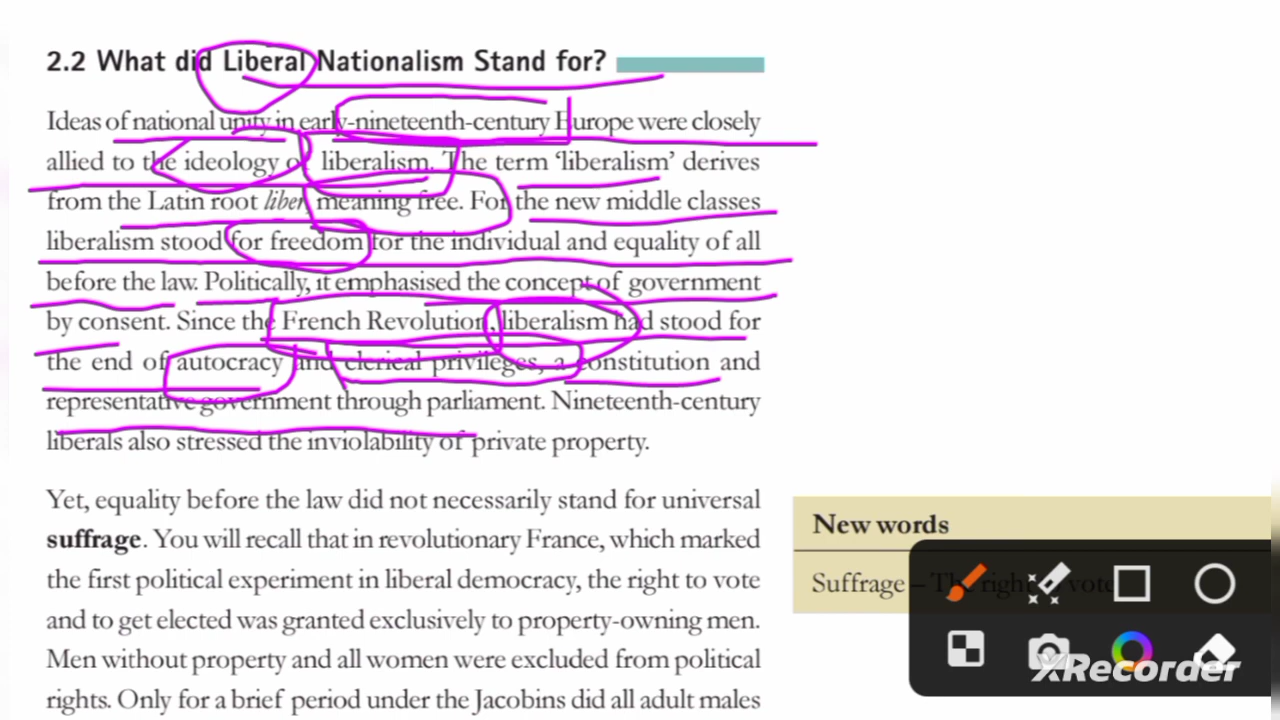 2.2 What did Liberal Nationalism Stand for?
Ideas of national unity in early-nineteenth-century Europe were closely
allied to the ideology of liberalism. The term ‘liberalism’ derives
from the Latin root liber, meaning free. For the new middle classes
liberalism stood for freedom for the individual and equality of all
before the law. Politically, it emphasised the concept of government
by consent. Since the French Revolution, liberalism had stood for
the end of autocracy and clerical privileges, a constitution and
representative government through parliament. Nineteenth-century
liberals also stressed the inviolability of private property.
Yet, equality before the law did not necessarily stand for universal
suffrage. You will recall that in revolutionary France, which marked
the first political experiment in liberal democracy, the right to vote
and to get elected was granted exclusively to property-owning men.
Men without property and all women were excluded from political
rights. Only for a brief period under the Jacobins did all adult males
New words
Suffrage – The right to vote
XRecorder